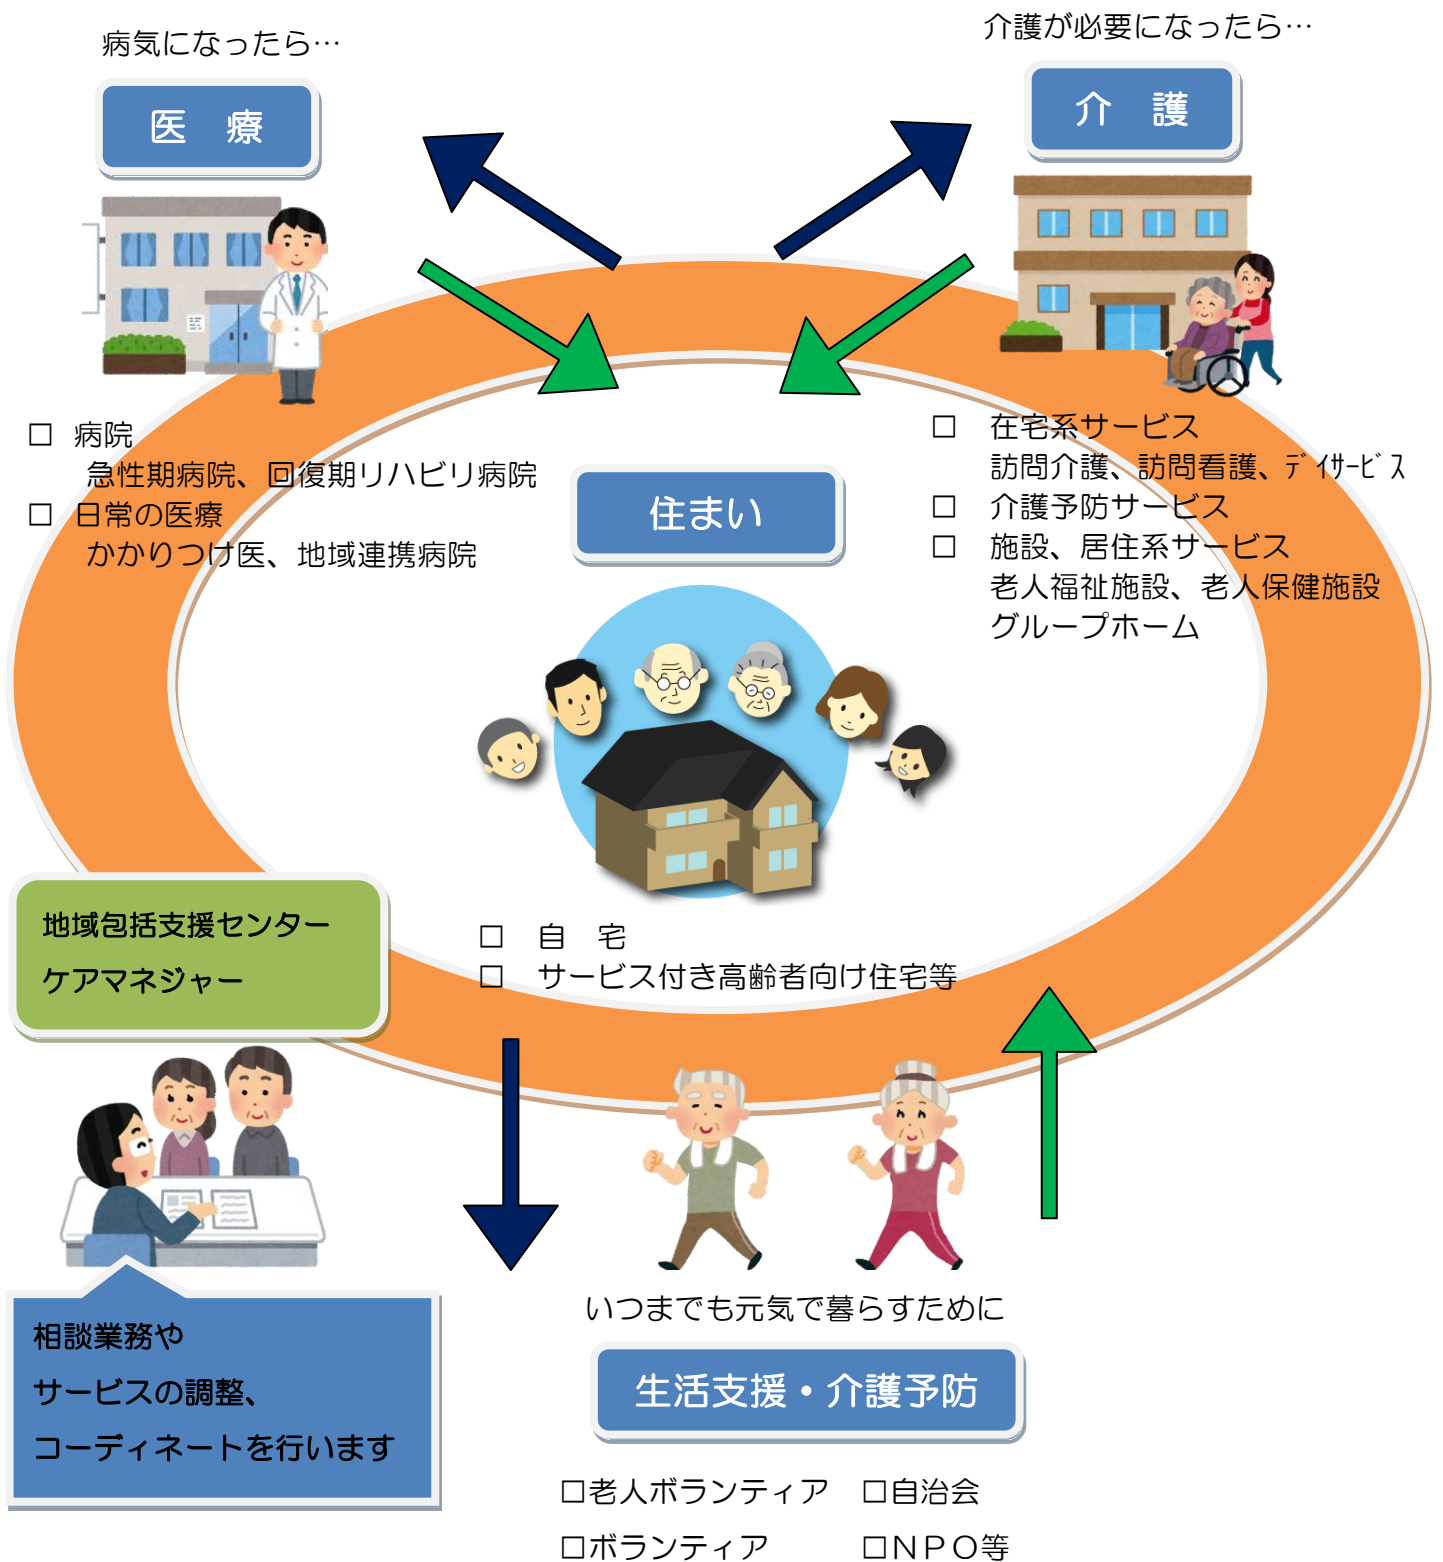 病気になったら…
医　療
□　病院
急性期病院、回復期リハビリ病院
□　日常の医療
かかりつけ医、地域連携病院
介護が必要になったら…
介　護
□　在宅系サービス
訪問介護、訪問看護、ﾃﾞｲｻｰﾋﾞｽ
□　介護予防サービス
□　施設、居住系サービス
老人福祉施設、老人保健施設
グループホーム
住まい
□　自　宅
□　サービス付き高齢者向け住宅等
地域包括支援センター
ケアマネジャー
相談業務や
サービスの調整、
コーディネートを行います
いつまでも元気で暮らすために
生活支援・介護予防
□老人ボランティア　□自治会
□ボランティア　□ＮＰＯ等